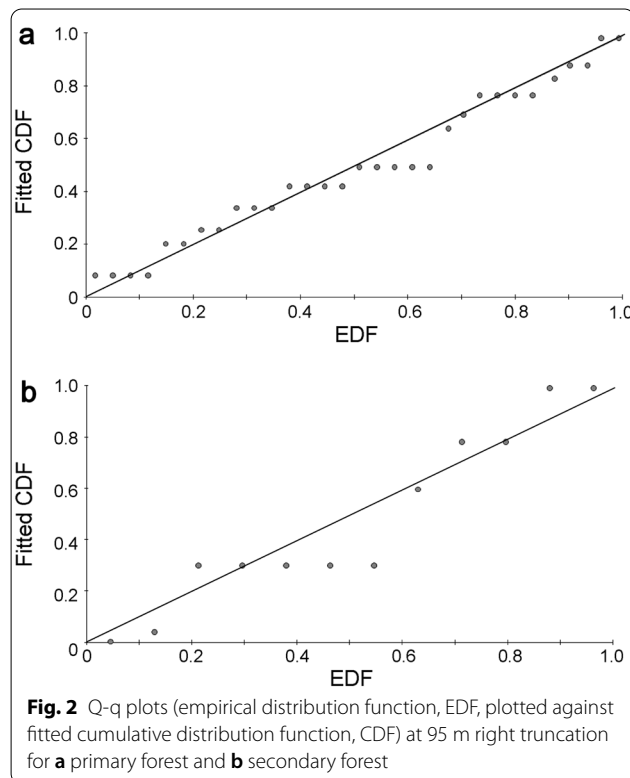 a
1.0
0.8
0.6
0.4
0.2
0
Fitted CDF
0
0.2
0.4
0.6
0.8
1.0
EDF
b
1.0
0.8
0.6
0.4
0.2
0
Fitted CDF
0
0.2
0.4
0.6
0.8
1.0
EDF
Fig. 2 Q-q plots (empirical distribution function, EDF, plotted against
fitted cumulative distribution function, CDF) at 95 m right truncation
for a primary forest and b secondary forest